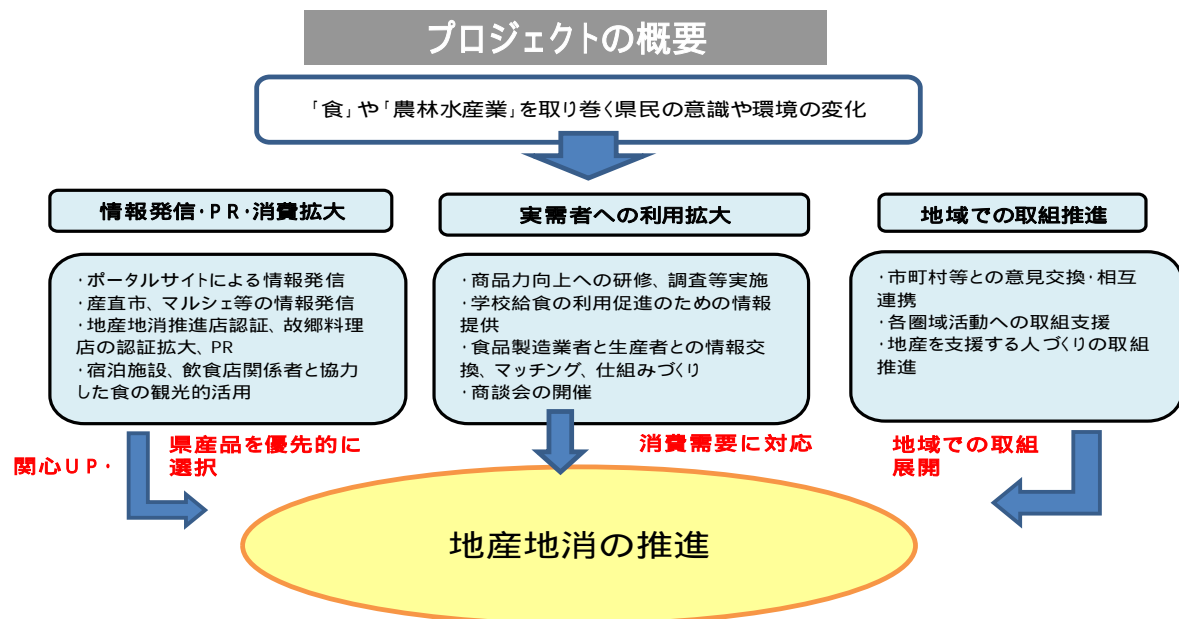 プロジェクトの概要
「食」や「農林水産業」を取り巻く県民の意識や環境の変化
情報発信・PR・消費拡大
・ポータルサイトによる情報発信
・産直市、マルシェ等の情報発信
・地産地消推進店認証、故郷料理
店の認証拡大、PR
・宿泊施設、飲食店関係者と協力
した食の観光的活用
実需者への利用拡大
・商品力向上への研修、調査等実施
・学校給食の利用促進のための情報
提供
・食品製造業者と生産者との情報交
換、マッチング、仕組みづくり
・商談会の開催
地域での取組推進
・市町村等との意見交換・相互
連携
・各圏域活動への取組支援
・地産を支援する人づくりの取組
推進
関心UP・
県産品を優先的に
選択
消費需要に対応
地域での取組
展開
地産地消の推進